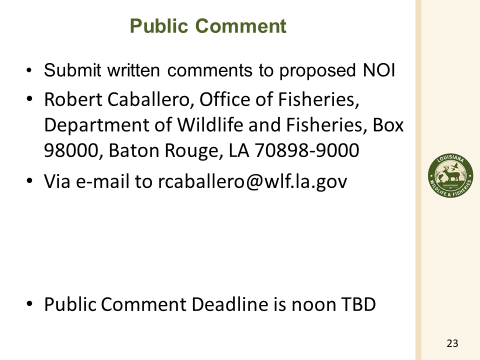 Public Comment
• Submit written comments to proposed NOI
• Robert Caballero, Office of Fisheries,
Department of Wildlife and Fisheries, Box
98000, Baton Rouge, LA 70898-9000
• Via e-mail to rcaballero@wlf.la.gov
LOUISIANA
WILDLIFE & FISHERIES
• Public Comment Deadline is noon TBD
23